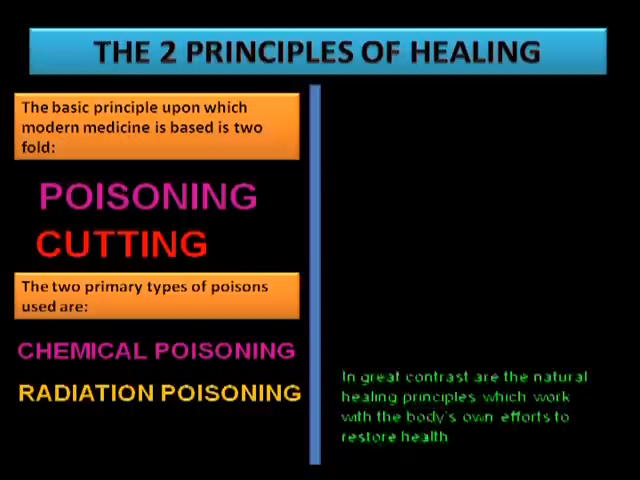 THE 2 PRINCIPLES OF HEALING
The basic principle upon which
modern medicine is based is two
fold:
POISONING
CUTTING
The two primary types of poisons
used are:
CHEMICAL POISONING
RADIATION POISONING
In great contrast are the natural
healing principles which work
with the body's own efforts to
restore health